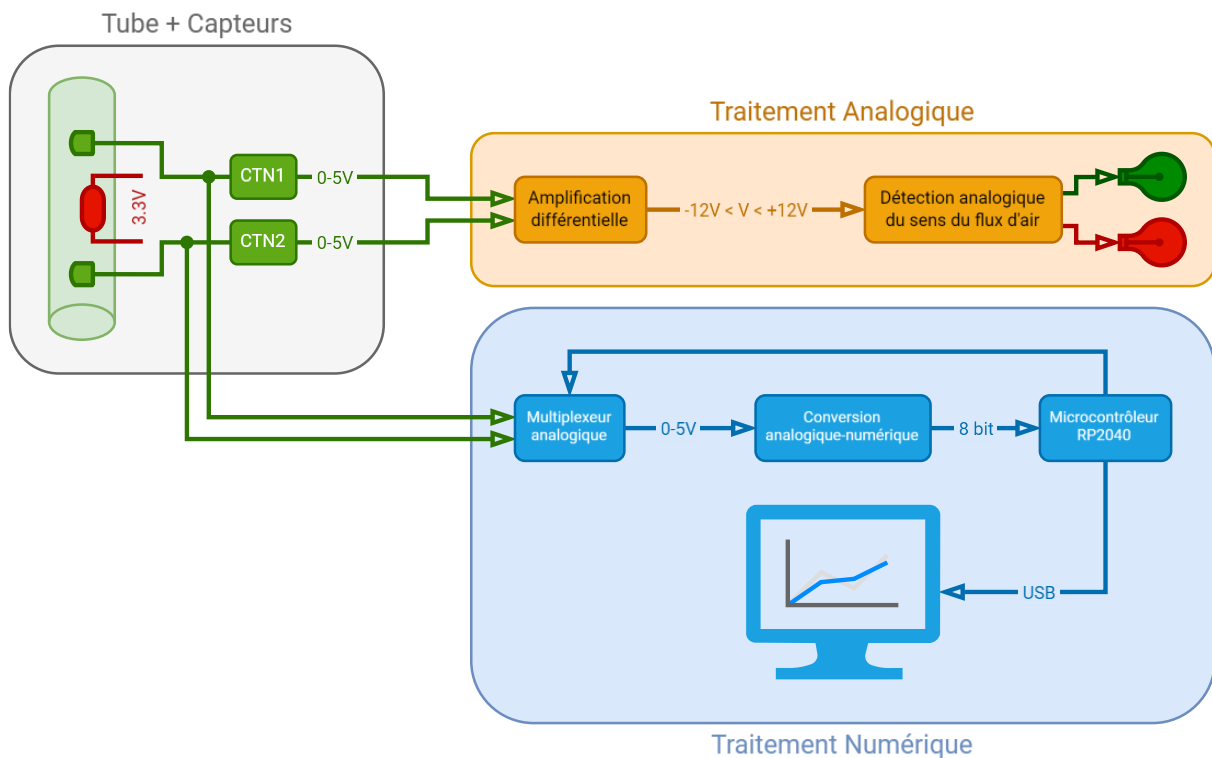 Tube + Capteurs
3.3V
CTN1
0-5V
CTN2
0-5V
Traitement Analogique
Amplification
différentielle
-12V < V < +12V
Détection analogique
du sens du flux d'air
Multiplexeur
analogique
0-5V
Conversion
analogique-numérique
8 bit
Microcontrôleur
RP2040
USB
Traitement Numérique